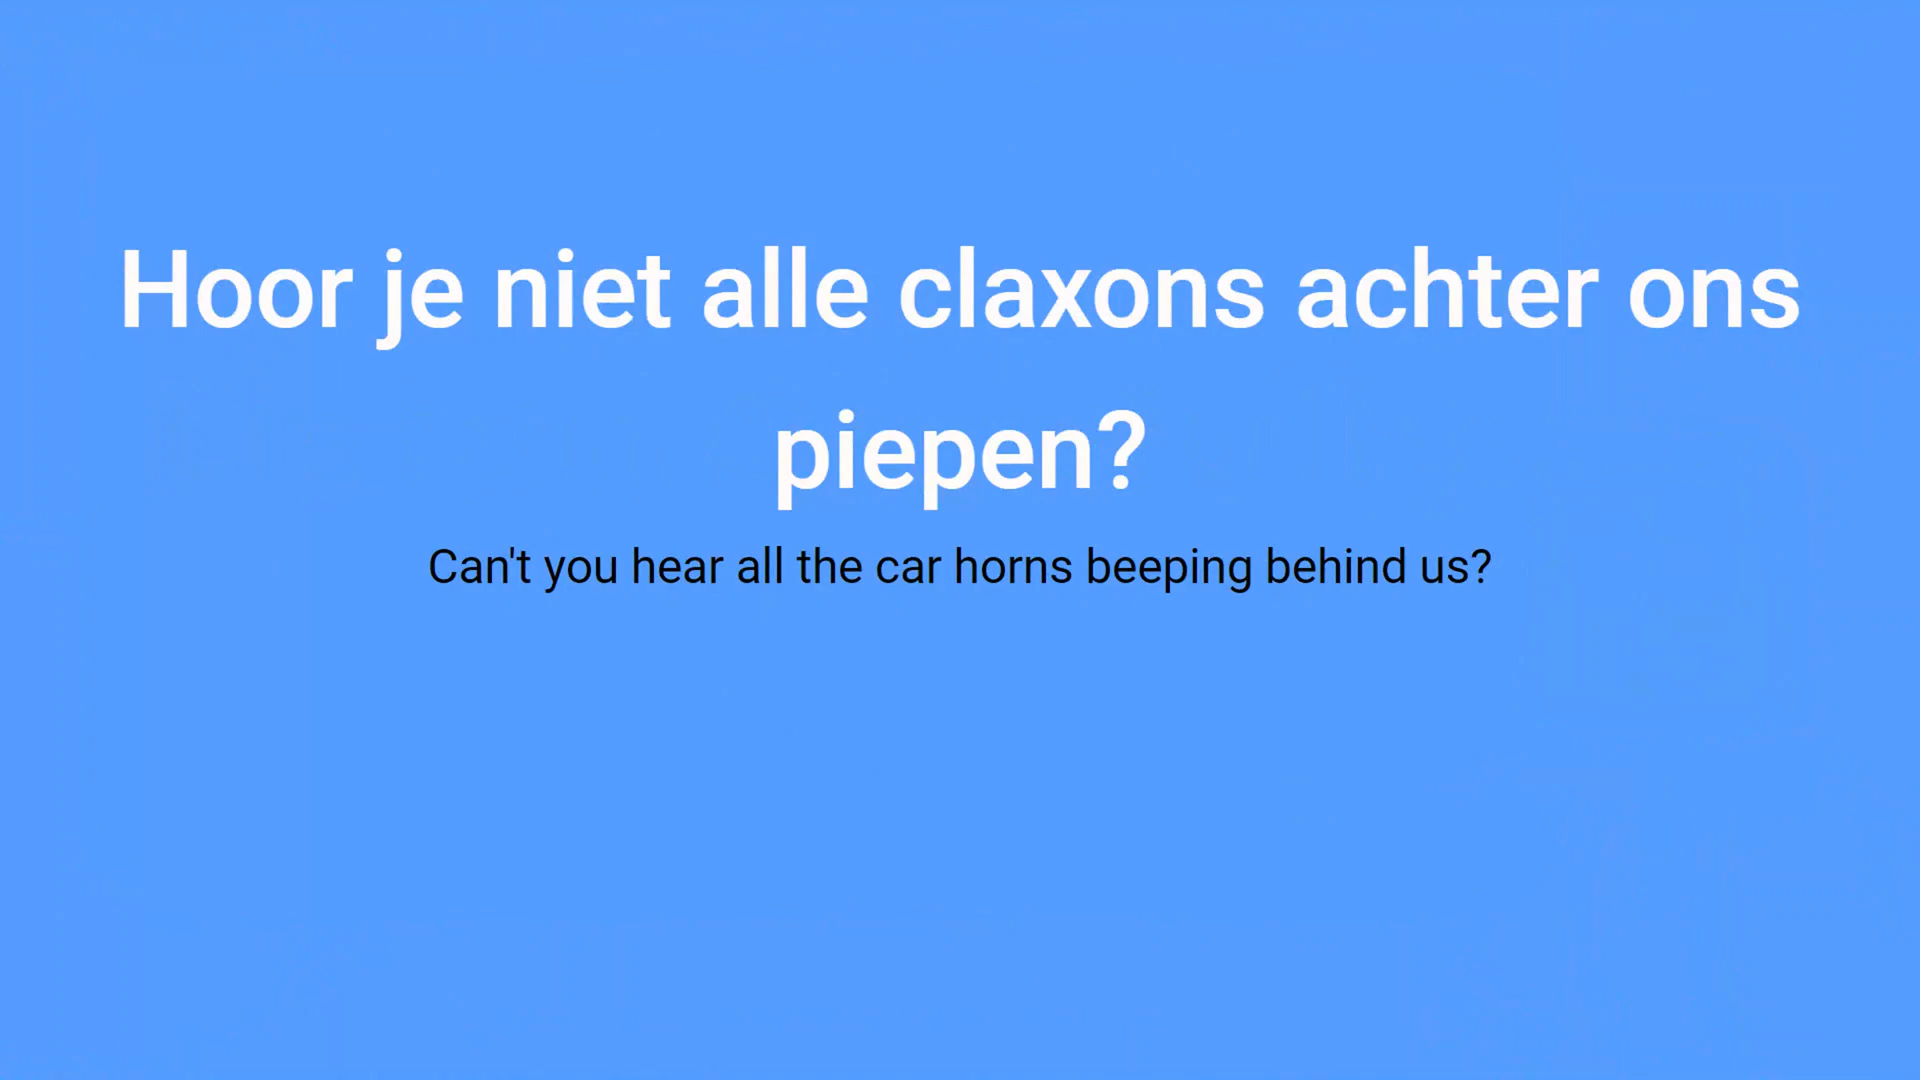 Hoor je niet alle claxons achter ons
piepen?
Can't you hear all the car horns beeping behind us?